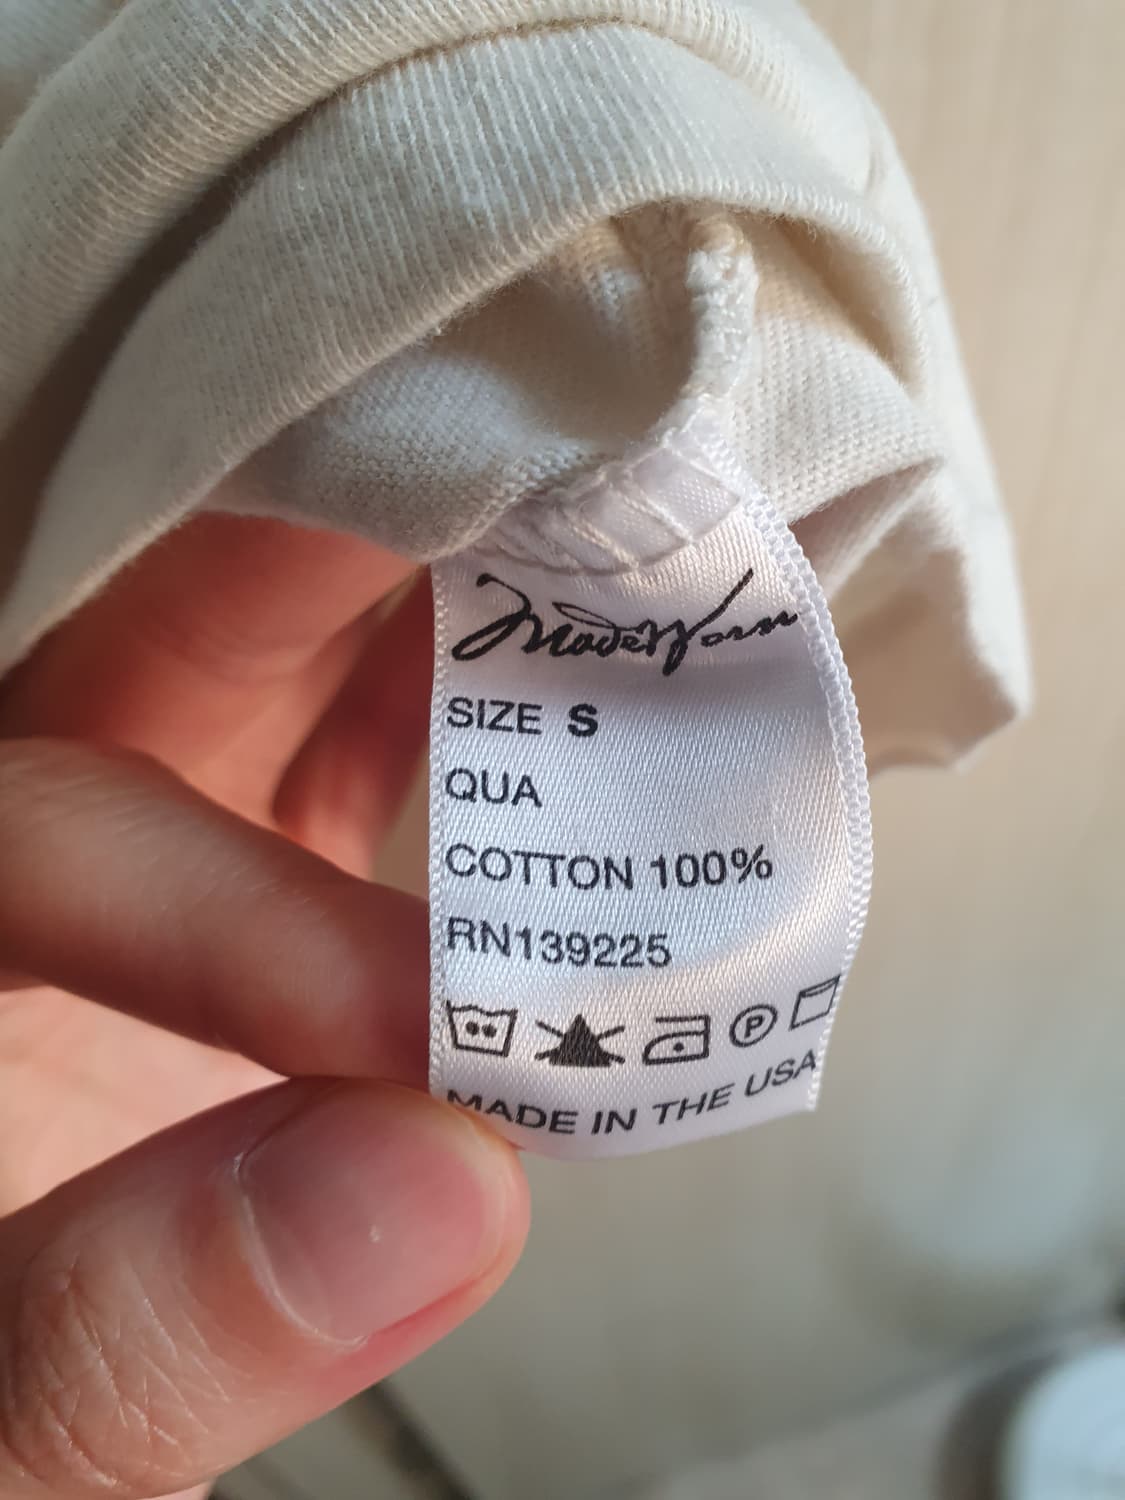 MadeWorn
SIZE S
QUA
COTTON 100%
RN139225
P
MADE IN THE USA